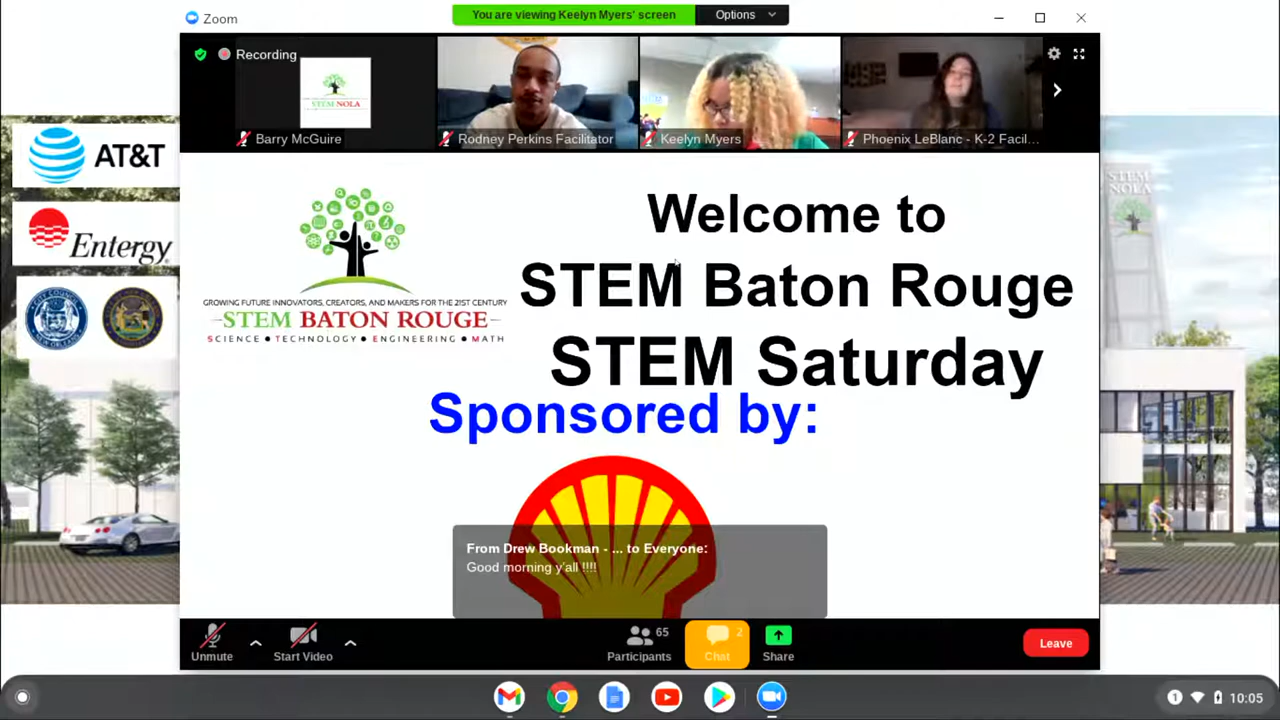 Zoom
You are viewing Keelyn Myers' screen
Options
Recording
STEM NOLA
Barry McGuire
Rodney Perkins Facilitator
Keelyn Myers
Phoenix LeBlanc - K-2 Facil...
AT&T
Entergy
STEM
NOLA
GROWING FUTURE INNOVATORS, CREATORS, AND MAKERS FOR THE 21ST CENTURY
STEM BATON ROUGE
SCIENCE • TECHNOLOGY • ENGINEERING • MATH
Welcome to
STEM Baton Rouge
STEM Saturday
Sponsored by:
From Drew Bookman - ... to Everyone:
Good morning y'all !!!!
Unmute
Start Video
65
Participants
2
Chat
Share
Leave
1
10:05